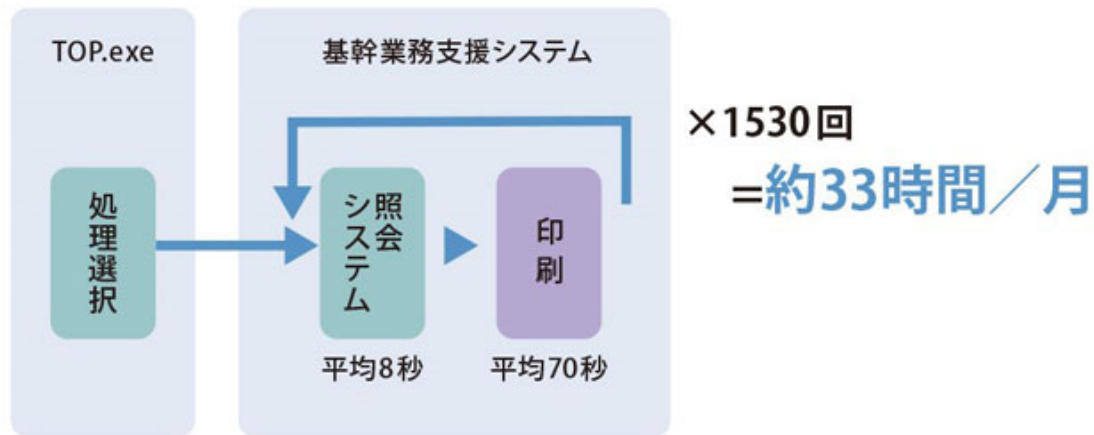 TOP.exe
基幹業務支援システム
処理選択
照会
システム
印刷
平均8秒
平均70秒
×1530回
=約33時間／月